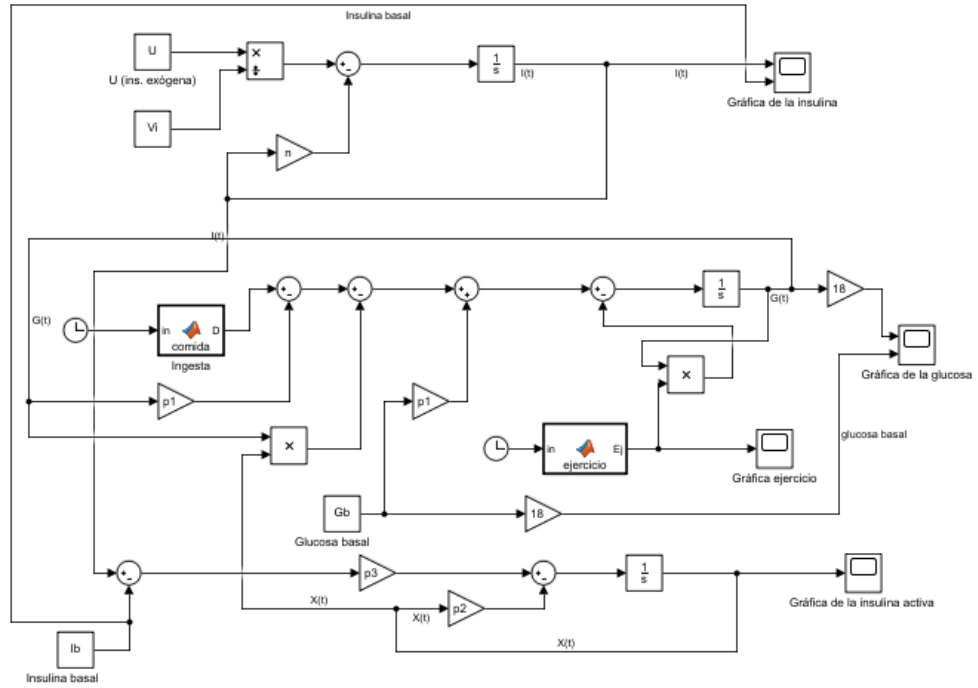 Insulina basal
U
×
÷
+
-
1
s
U (ins. exógena)
I(t)
I(t)
Gráfica de la insulina
Vi
n
I(t)
G(t)
in
D
comida
Ingesta
+
-
+
-
+
+
+
-
1
s
G(t)
18
Gráfica de la glucosa
×
p1
p1
×
glucosa basal
in
Ej
ejercicio
Gráfica ejercicio
Gb
18
Glucosa basal
+
-
p3
+
-
1
s
Gráfica de la insulina activa
X(t)
X(t)
p2
X(t)
Ib
Insulina basal